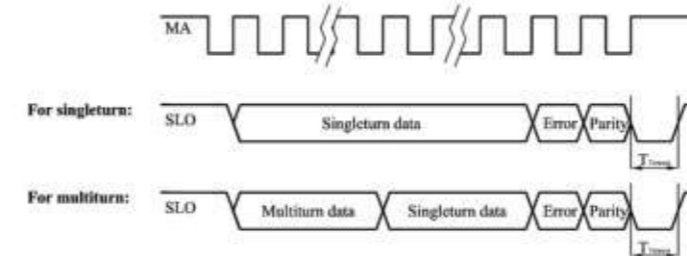 MA
For singleturn:
SLO
Singleturn data
Error
Parity
T
For multiturn:
SLO
Multiturn data
Singleturn data
Error
Parity
T